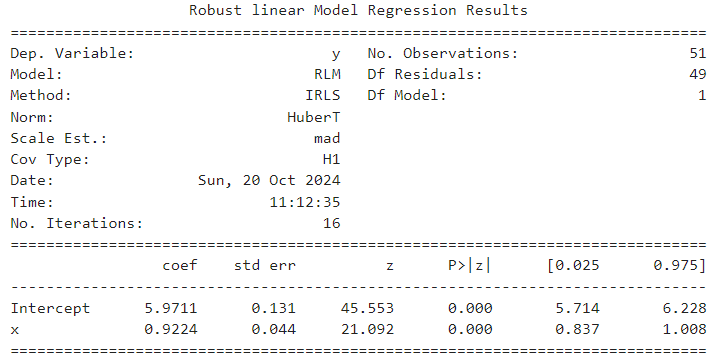 Robust linear Model Regression Results
==============================================================================
Dep. Variable:                      y   No. Observations:                   51
Model:                            RLM   Df Residuals:                       49
Method:                          IRLS   Df Model:                            1
Norm:                          HuberT
Scale Est.:                       mad
Cov Type:                          H1
Date:                Sun, 20 Oct 2024
Time:                        11:12:35
No. Iterations:                    16
==============================================================================
                 coef    std err          z      P>|z|      [0.025      0.975]
------------------------------------------------------------------------------
Intercept      5.9711      0.131     45.553      0.000       5.714       6.228
x              0.9224      0.044     21.092      0.000       0.837       1.008
==============================================================================